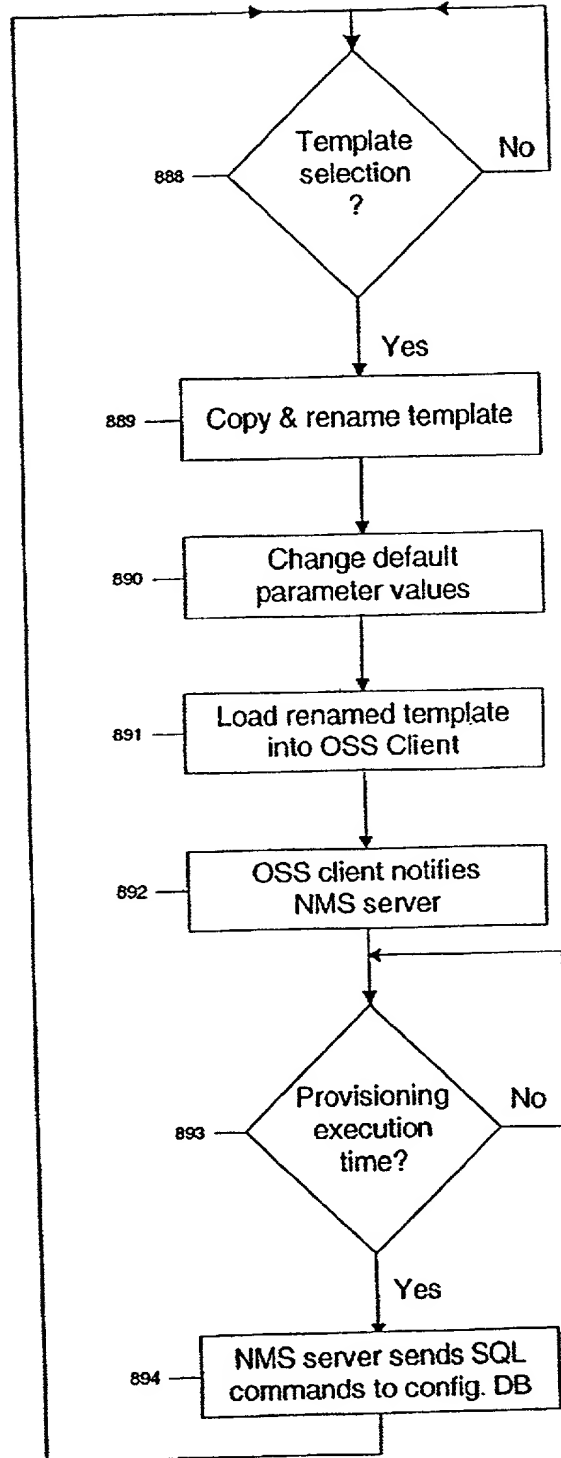 Template
selection
?
888
No
Yes
889
Copy & rename template
890
Change default
parameter values
891
Load renamed template
into OSS Client
892
OSS client notifies
NMS server
893
Provisioning
execution
time?
No
Yes
894
NMS server sends SQL
commands to config. DB